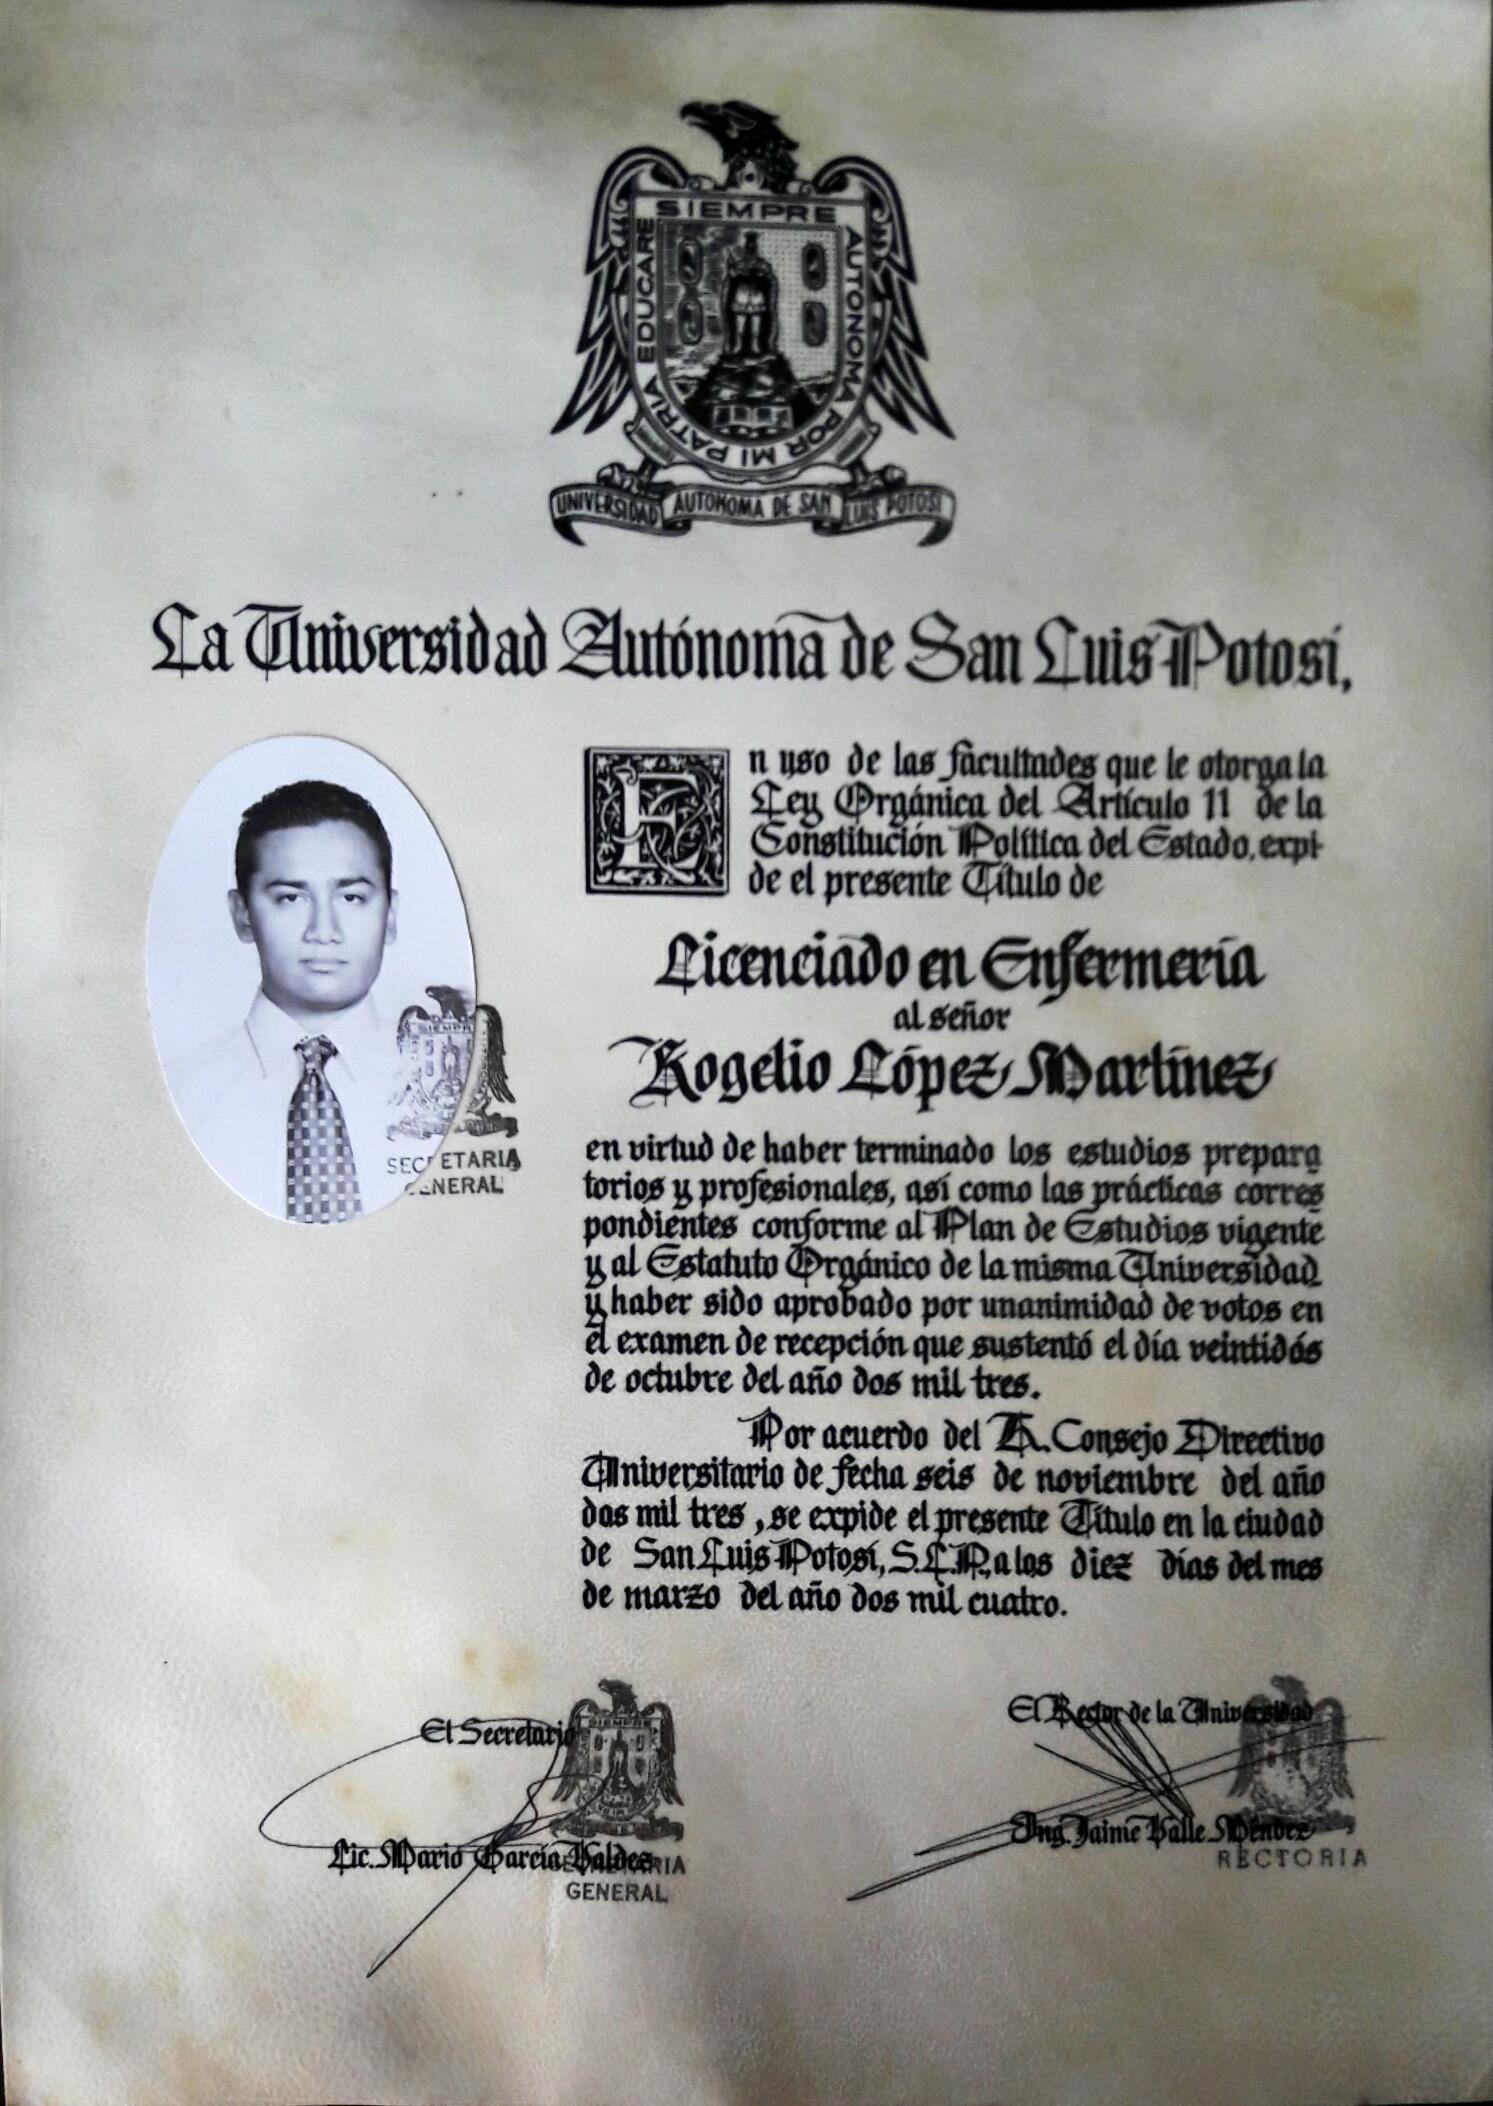 SIEMPRE AUTONOMA POR MI PATRIA EDUCARE
UNIVERSIDAD AUTONOMA DE SAN LUIS POTOSI
La Universidad Autónoma de San Luis Potosí,
En uso de las facultades que le otorga la
Ley Orgánica del Artículo 11 de la
Constitución Política del Estado, expi
de el presente Título de
Licenciado en Enfermería
al señor
Rogelio López Martínez
SIEMPRE
SECRETARIA
GENERAL
en virtud de haber terminado los estudios prepara
torios y profesionales, así como las prácticas corres
pondientes conforme al Plan de Estudios vigente
y al Estatuto Orgánico de la misma Universidad
y haber sido aprobado por unanimidad de votos en
el examen de recepción que sustentó el día veintidós
de octubre del año dos mil tres.
Por acuerdo del H. Consejo Directivo
Universitario de fecha seis de noviembre del año
dos mil tres, se expide el presente Título en la ciudad
de San Luis Potosí, S.L.P., a los diez días del mes
de marzo del año dos mil cuatro.
El Secretario
SIEMPRE
Lic. Mario García Valdez
SECRETARIA
GENERAL
El Rector de la Universidad
Ing. Jaime Valle Méndez
RECTORIA